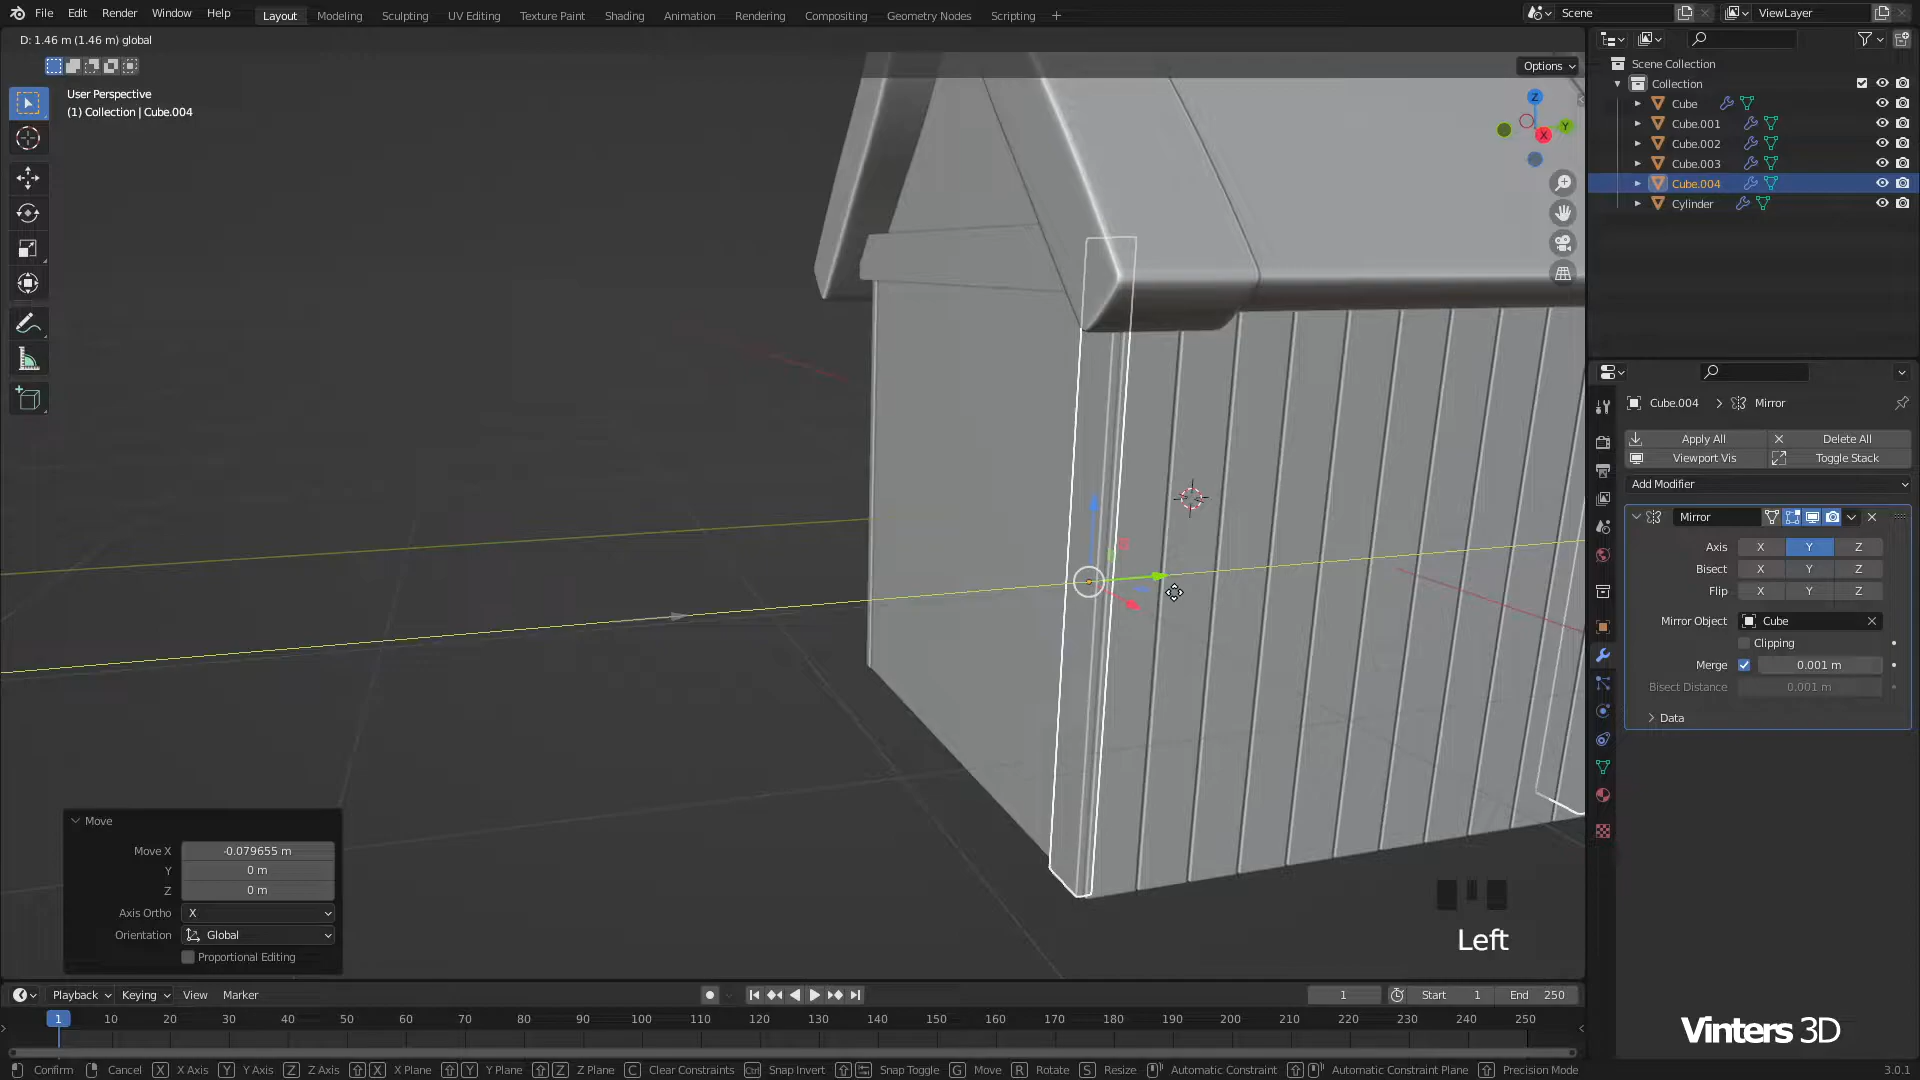 File Edit Render Window Help
Layout Modeling Sculpting UV Editing Texture Paint Shading Animation Rendering Compositing Geometry Nodes Scripting +
Scene
ViewLayer
D: 1.46 m (1.46 m) global
Options
User Perspective
(1) Collection | Cube.004
Z
Y
X
Scene Collection
Collection
Cube
Cube.001
Cube.002
Cube.003
Cube.004
Cylinder
Cube.004 > Mirror
Apply All
Delete All
Viewport Vis
Toggle Stack
Add Modifier
Mirror
Axis X Y Z
Bisect X Y Z
Flip X Y Z
Mirror Object Cube
Clipping
Merge 0.001 m
Bisect Distance 0.001 m
Data
Move
Move X -0.079655 m
Y 0 m
Z 0 m
Axis Ortho X
Orientation Global
Proportional Editing
Left
Playback Keying View Marker
1 Start 1 End 250
1 10 20 30 40 50 60 70 80 90 100 110 120 130 140 150 160 170 180 190 200 210 220 230 240 250
Vinters 3D
Confirm Cancel X X Axis Y Y Axis Z Z Axis X X Plane Y Y Plane Z Z Plane C Clear Constraints Ctrl Snap Invert Snap Toggle G Move R Rotate S Resize Automatic Constraint Automatic Constraint Plane Precision Mode
3.0.1